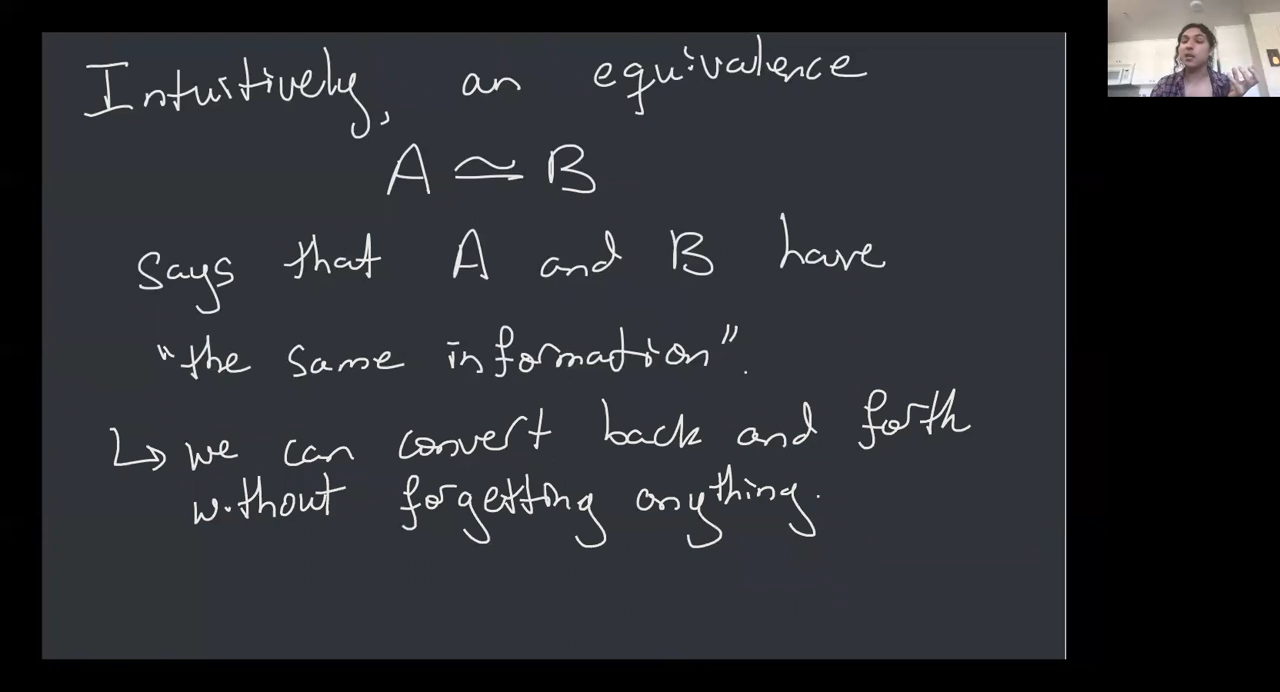 Intuitively, an equivalence
A ≃ B
says that A and B have
"the same information".
↳ we can convert back and forth
without forgetting anything.